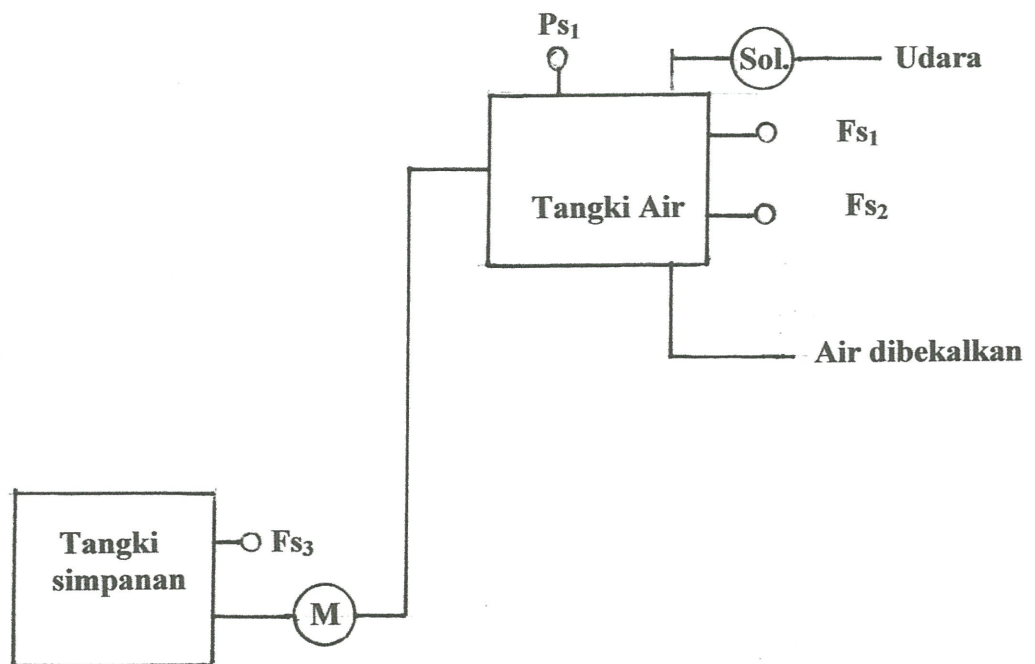 Ps₁
Sol.
Udara
Fs₁
Tangki Air
Fs₂
Air dibekalkan
Tangki
simpanan
Fs₃
M